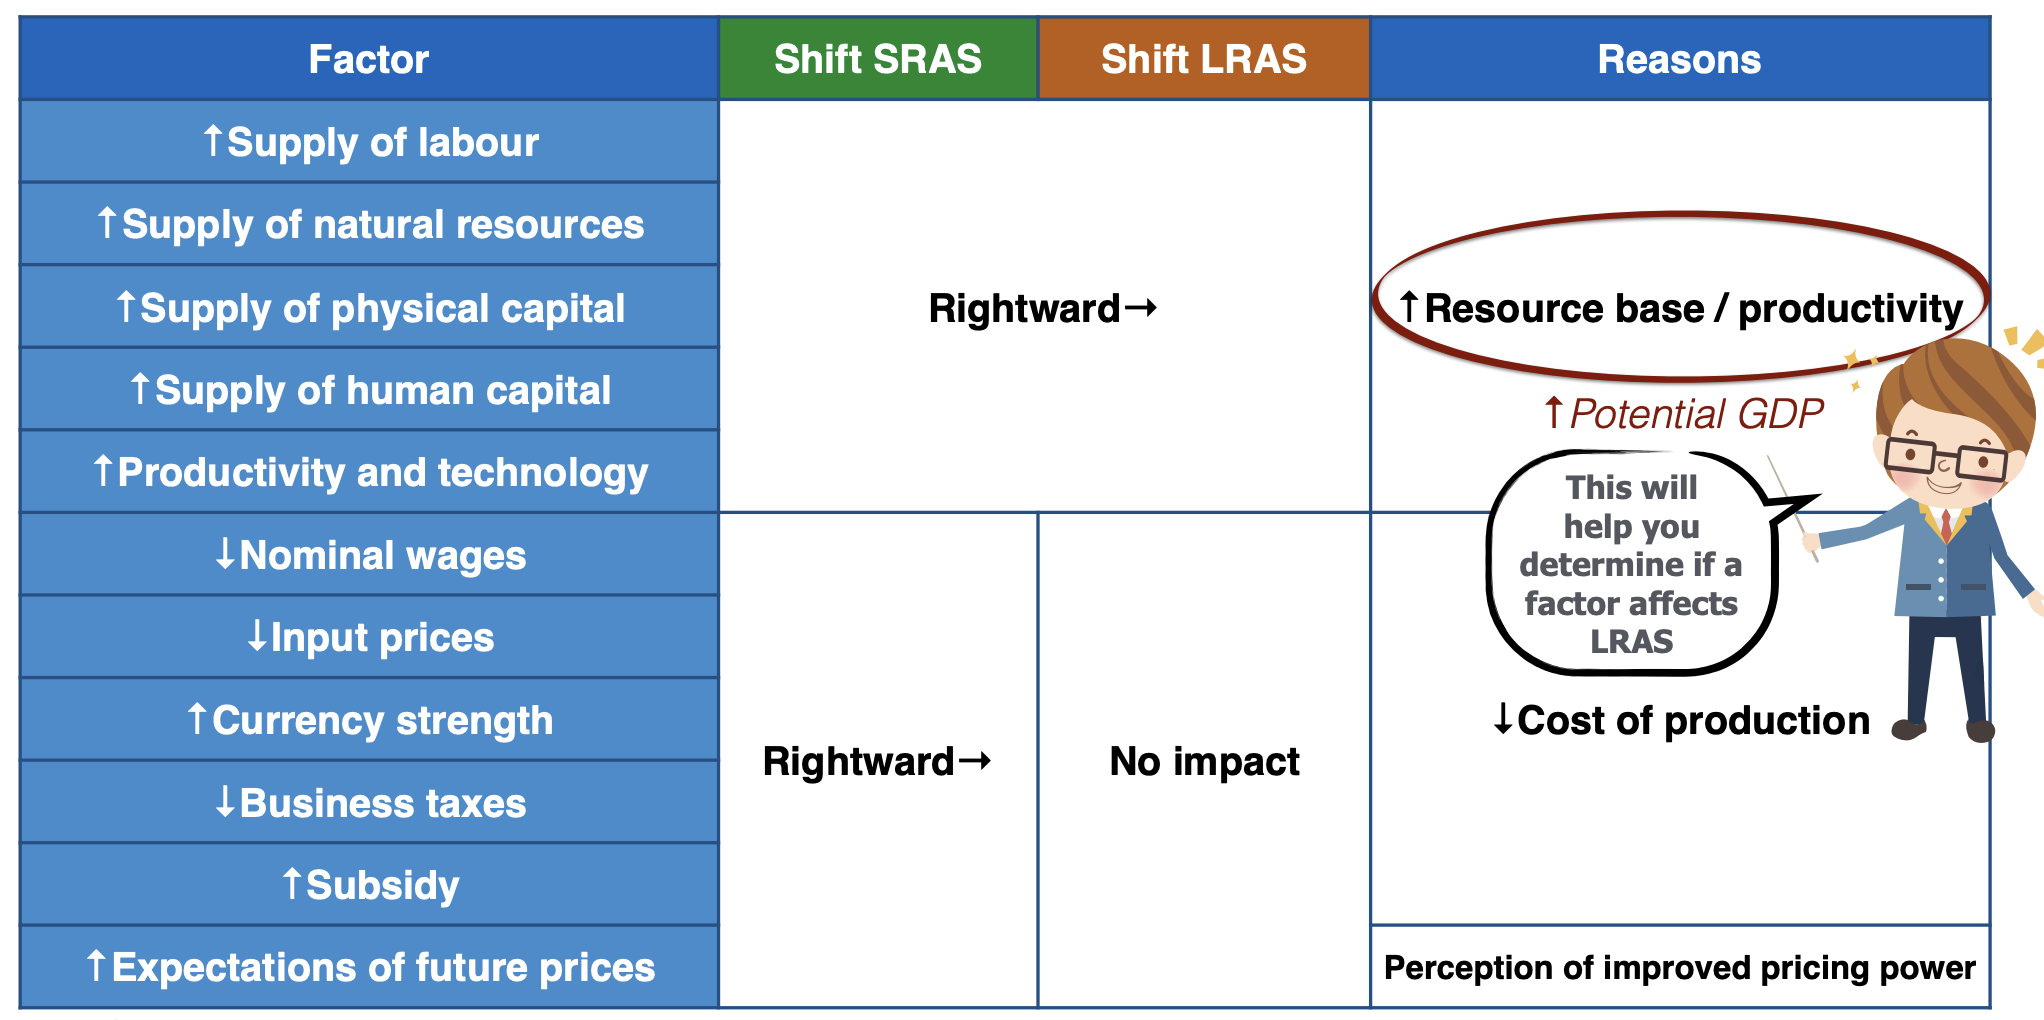 Factor
Shift SRAS
Shift LRAS
Reasons
↑Supply of labour
↑Supply of natural resources
↑Supply of physical capital
↑Supply of human capital
↑Productivity and technology
Rightward→
↑Resource base / productivity
↑Potential GDP
This will
help you
determine if a
factor affects
LRAS
↓Nominal wages
↓Input prices
↑Currency strength
↓Business taxes
↑Subsidy
↑Expectations of future prices
Rightward→
No impact
↓Cost of production
Perception of improved pricing power